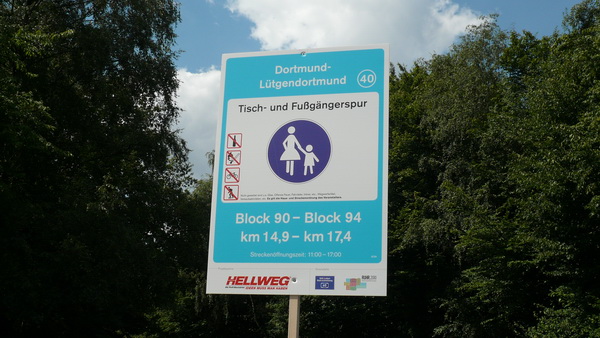 Dortmund-
Lütgendortmund
40
Tisch- und Fußgängerspur
Block 90 – Block 94
km 14,9 – km 17,4
Streckenöffnungszeit: 11:00 – 17:00
HELLWEG